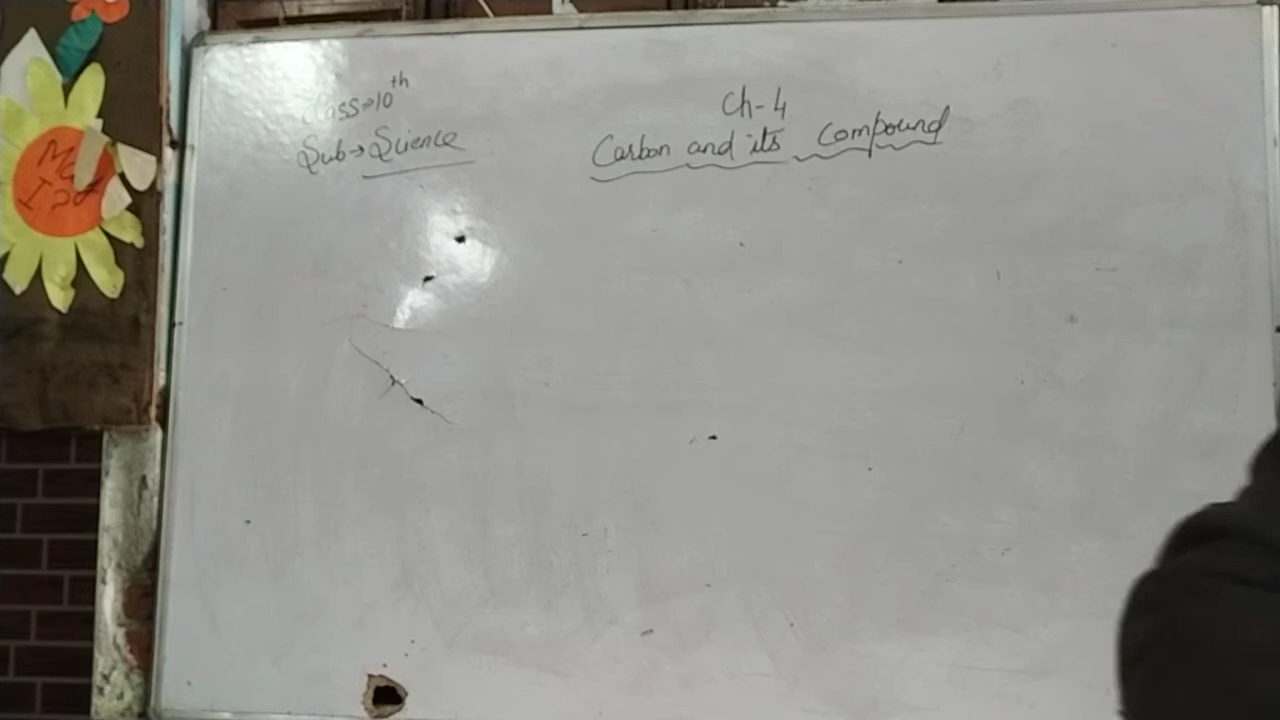 Class→10th
Sub→Science
Ch-4
Carbon and its Compound